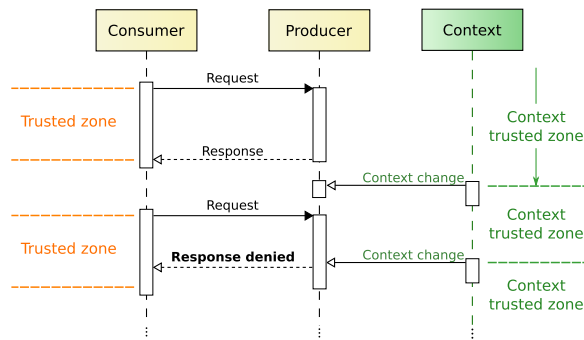 Consumer
Producer
Context
Request
Trusted zone
Context
trusted zone
Response
Context change
Request
Context
trusted zone
Trusted zone
Response denied
Context change
Context
trusted zone